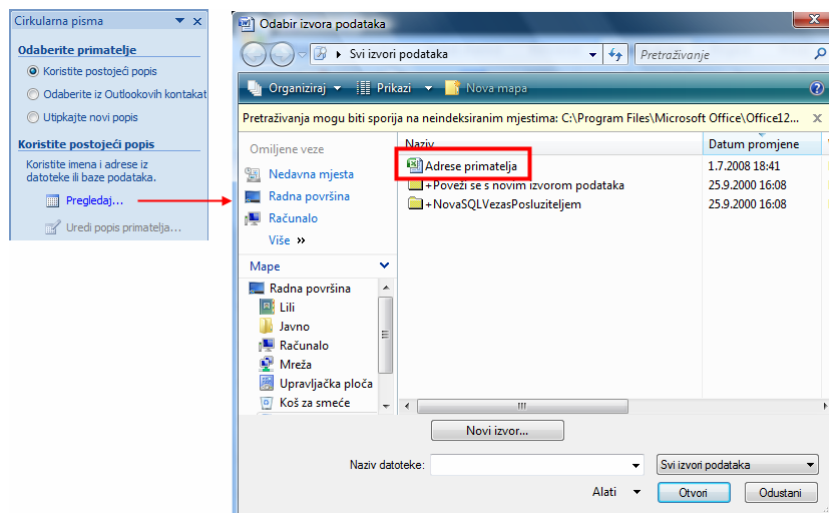 Cirkularna pisma
Odaberite primatelje
Koristite postojeći popis
Odaberite iz Outlookovih kontakat
Utipkajte novi popis
Koristite postojeći popis
Koristite imena i adrese iz
datoteke ili baze podataka.
Pregledaj...
Uredi popis primatelja...
Odabir izvora podataka
Svi izvori podataka
Pretraživanje
Organiziraj
Prikazi
Nova mapa
Pretraživanja mogu biti sporija na neindeksiranim mjestima: C:\Program Files\Microsoft Office\Office12...
Omiljene veze
Nedavna mjesta
Radna površina
Računalo
Više »
Mape
Radna površina
Lili
Javno
Računalo
Mreža
Upravljačka ploča
Koš za smeće
Naziv
Datum promjene
Adrese primatelja
1.7.2008 18:41
+Poveži se s novim izvorom podataka
25.9.2000 16:08
+NovaSQLVezasPosluziteljem
25.9.2000 16:08
Novi izvor...
Naziv datoteke:
Svi izvori podataka
Alati
Otvori
Odustani